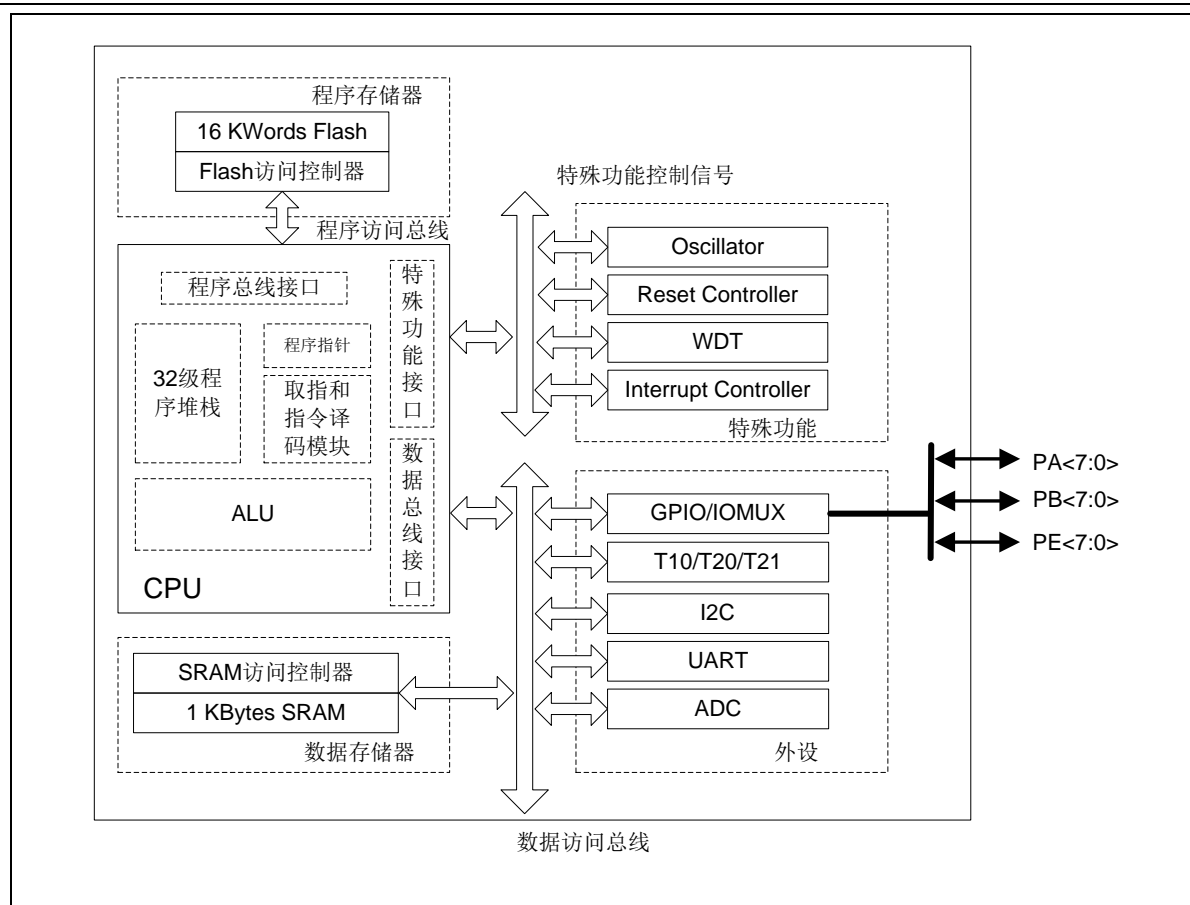 程序存储器
16 KWords Flash
Flash访问控制器
程序访问总线
程序总线接口
32级程
序堆栈
程序指针
取指和
指令译
码模块
ALU
CPU
特
殊
功
能
接
口
数
据
总
线
接
口
SRAM访问控制器
1 KBytes SRAM
数据存储器
特殊功能控制信号
Oscillator
Reset Controller
WDT
Interrupt Controller
特殊功能
GPIO/IOMUX
T10/T20/T21
I2C
UART
ADC
外设
数据访问总线
PA<7:0>
PB<7:0>
PE<7:0>